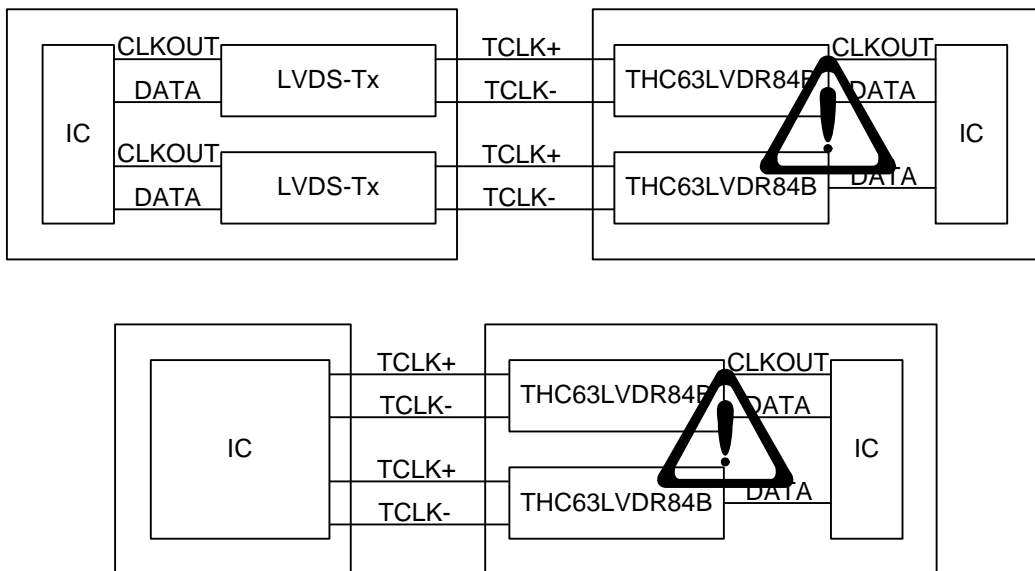 CLKOUT
TCLK+
CLKOUT
LVDS-Tx
THC63LVDR84B
DATA
TCLK-
DATA
IC
IC
CLKOUT
TCLK+
LVDS-Tx
THC63LVDR84B
DATA
TCLK-
DATA
TCLK+
CLKOUT
THC63LVDR84B
TCLK-
DATA
IC
IC
TCLK+
THC63LVDR84B
DATA
TCLK-